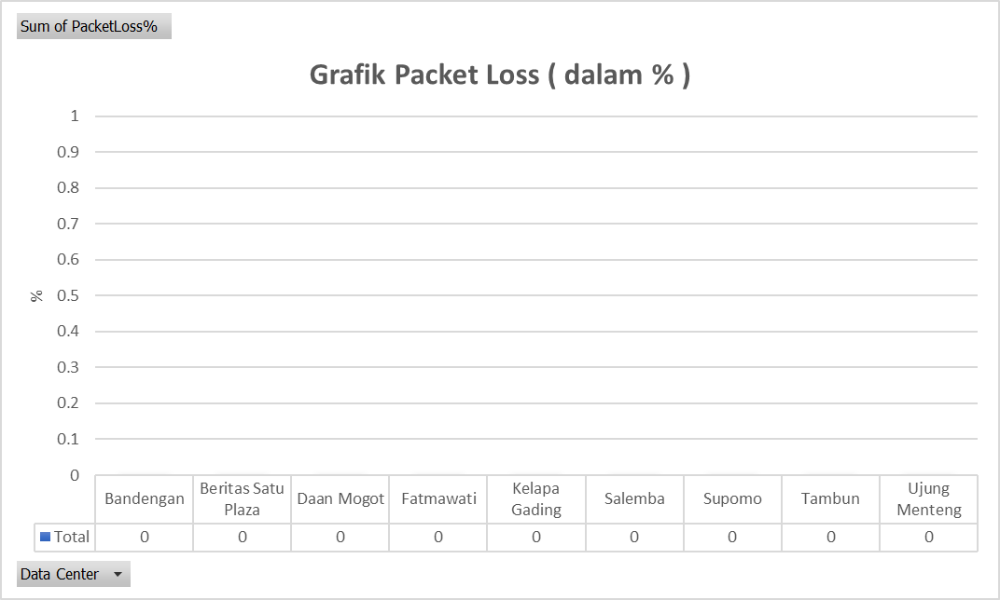 Sum of PacketLoss%
Grafik Packet Loss ( dalam % )
1
0.9
0.8
0.7
0.6
0.5
0.4
0.3
0.2
0.1
0
%
Bandengan
Beritas Satu
Plaza
Daan Mogot
Fatmawati
Kelapa
Gading
Salemba
Supomo
Tambun
Ujung
Menteng
Total 0 0 0 0 0 0 0 0 0
Data Center